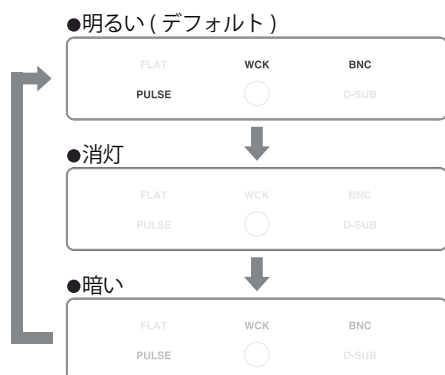 ●明るい ( デフォルト )
FLAT WCK BNC
PULSE D-SUB
●消灯
FLAT WCK BNC
PULSE D-SUB
●暗い
FLAT WCK BNC
PULSE D-SUB